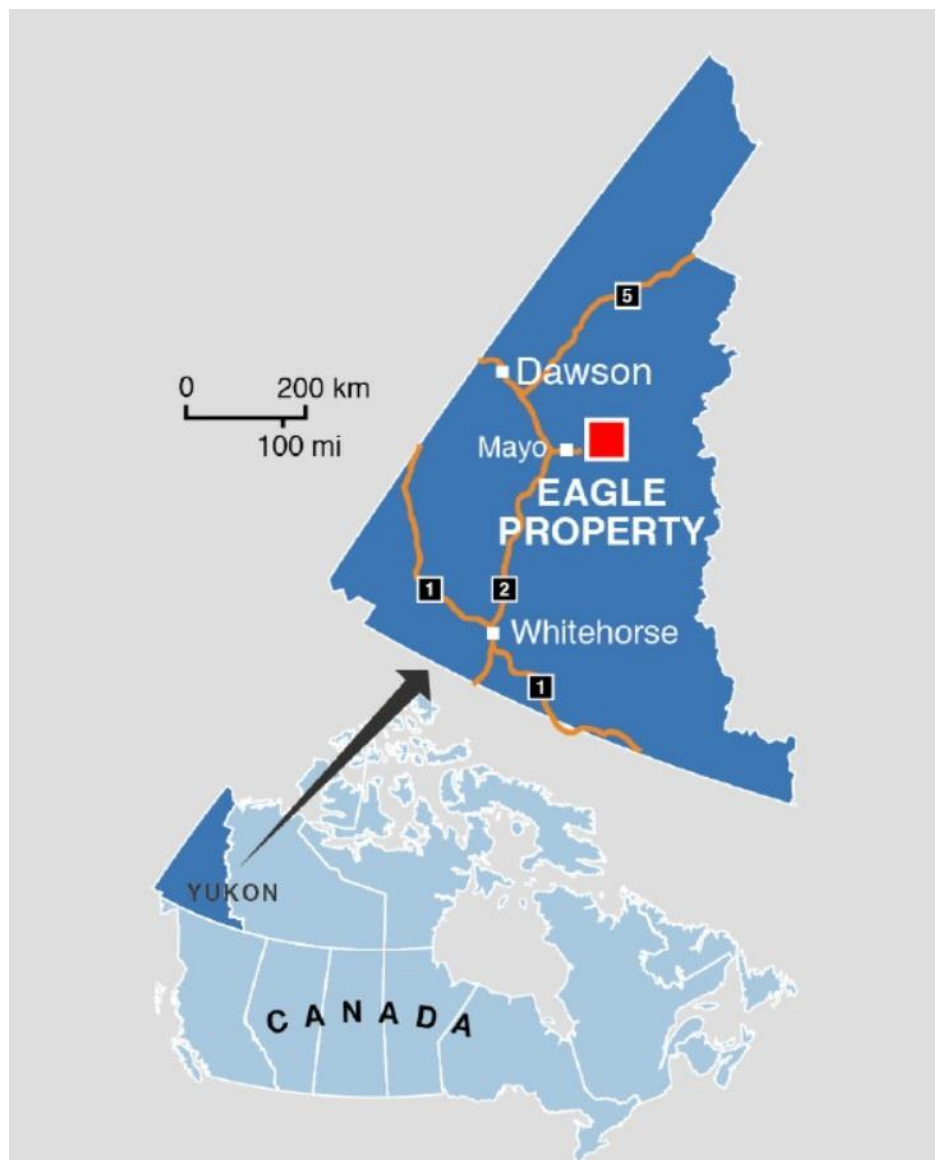 5
Dawson
0 200 km
100 mi
Mayo
EAGLE
PROPERTY
1
2
Whitehorse
1
YUKON
CANADA